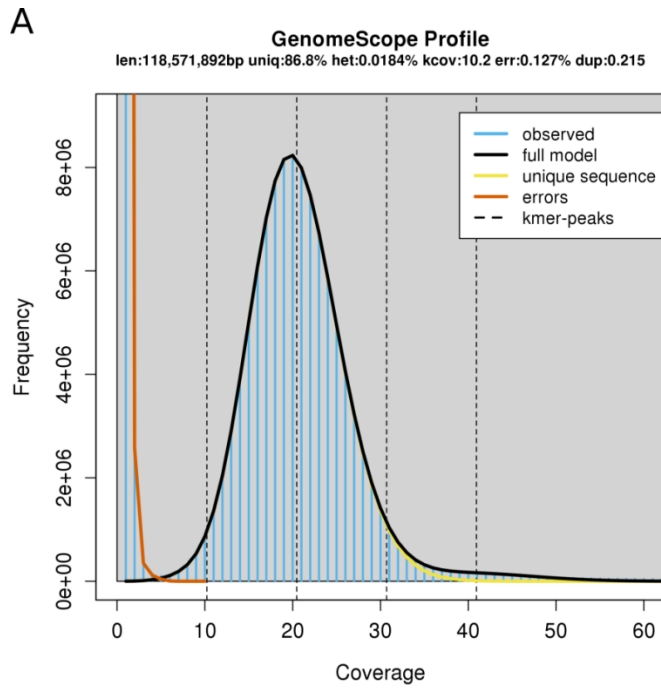 A
GenomeScope Profile
len:118,571,892bp uniq:86.8% het:0.0184% kcov:10.2 err:0.127% dup:0.215
observed
full model
unique sequence
errors
kmer-peaks
Frequency
8e+06
6e+06
4e+06
2e+06
0e+00
0 10 20 30 40 50 60
Coverage